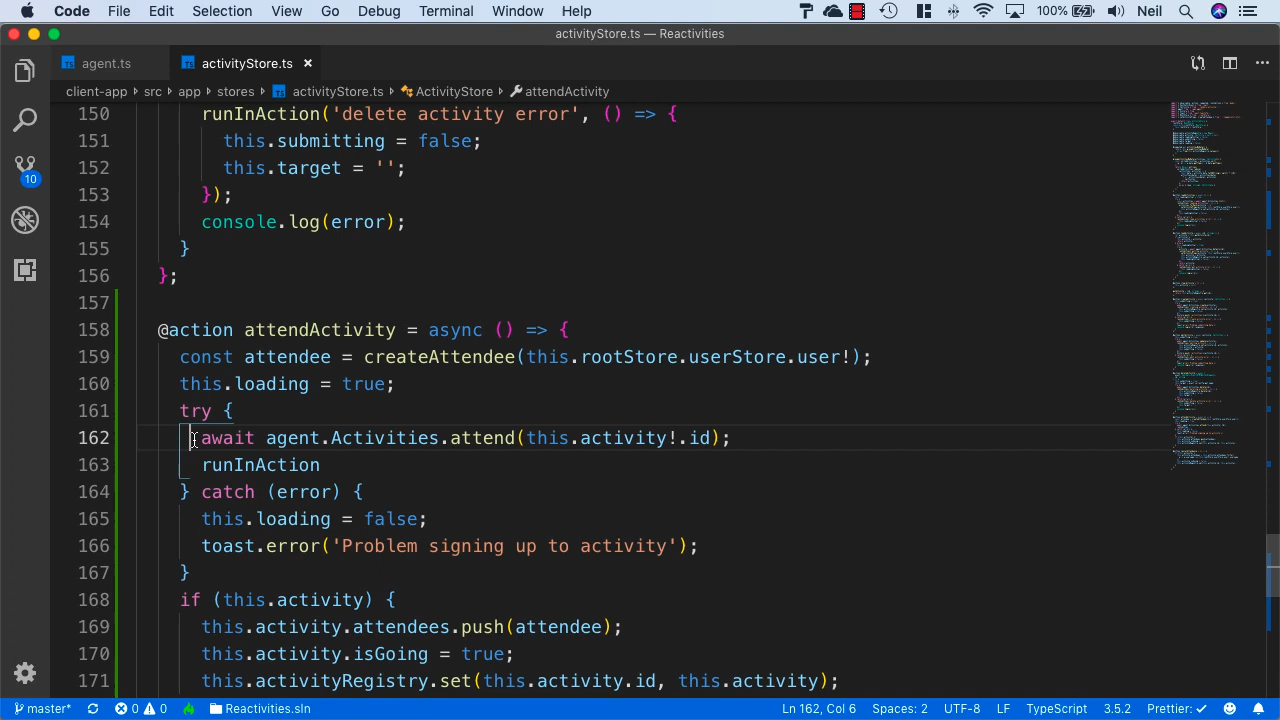 Code File Edit Selection View Go Debug Terminal Window Help 100% Neil
activityStore.ts — Reactivities
agent.ts activityStore.ts ×
client-app › src › app › stores › activityStore.ts › ActivityStore › attendActivity
150 runInAction('delete activity error', () => {
151 this.submitting = false;
152 this.target = '';
153 });
154 console.log(error);
155 }
156 };
157
158 @action attendActivity = async () => {
159 const attendee = createAttendee(this.rootStore.userStore.user!);
160 this.loading = true;
161 try {
162 await agent.Activities.attend(this.activity!.id);
163 runInAction
164 } catch (error) {
165 this.loading = false;
166 toast.error('Problem signing up to activity');
167 }
168 if (this.activity) {
169 this.activity.attendees.push(attendee);
170 this.activity.isGoing = true;
171 this.activityRegistry.set(this.activity.id, this.activity);
10
master* 0 0 Reactivities.sln Ln 162, Col 6 Spaces: 2 UTF-8 LF TypeScript 3.5.2 Prettier: ✓